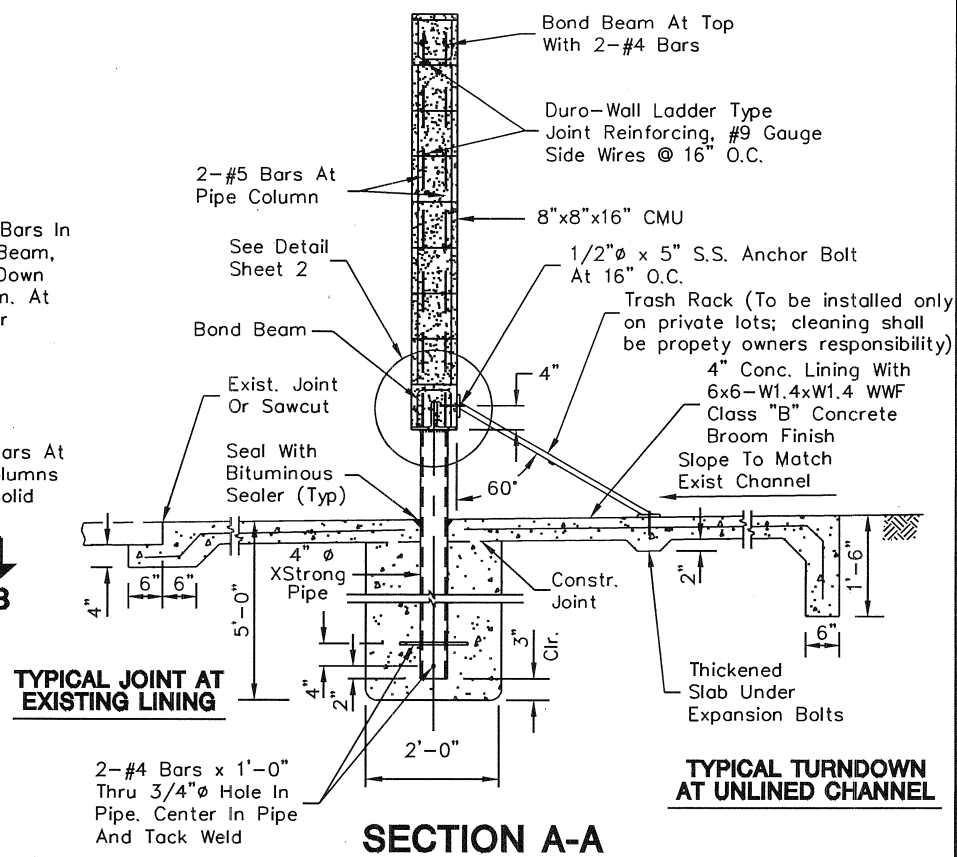 Bond Beam At Top
With 2-#4 Bars
Duro-Wall Ladder Type
Joint Reinforcing, #9 Gauge
Side Wires @ 16" O.C.
2-#5 Bars At
Pipe Column
8"x8"x16" CMU
Bars In
Beam,
Down
n. At
r
See Detail
Sheet 2
1/2"ø x 5" S.S. Anchor Bolt
At 16" O.C.
Trash Rack (To be installed only
on private lots; cleaning shall
be propety owners responsibility)
Bond Beam
4"
4" Conc. Lining With
6x6-W1.4xW1.4 WWF
Class "B" Concrete
Broom Finish
Exist. Joint
Or Sawcut
Slope To Match
Exist Channel
ars At
lumns
olid
Seal With
Bituminous
Sealer (Typ)
60°
4" ø
XStrong
Pipe
Constr.
Joint
2"
1'-6"
6"
6"
6"
4"
5'-0"
B
3"
Clr.
4"
2"
TYPICAL JOINT AT
EXISTING LINING
Thickened
Slab Under
Expansion Bolts
2'-0"
2-#4 Bars x 1'-0"
Thru 3/4"ø Hole In
Pipe. Center In Pipe
And Tack Weld
TYPICAL TURNDOWN
AT UNLINED CHANNEL
SECTION A-A